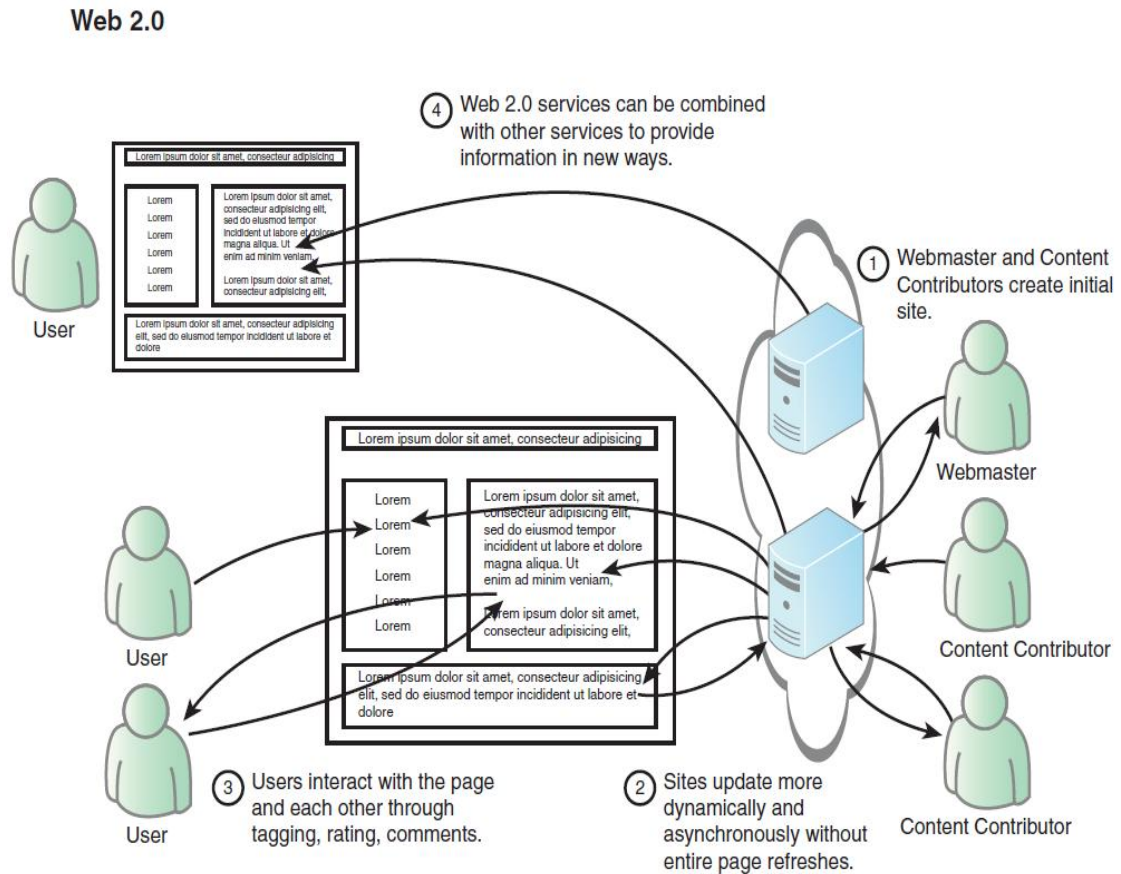 Web 2.0
4
Web 2.0 services can be combined
with other services to provide
information in new ways.
Lorem ipsum dolor sit amet, consecteur adipisicing
Lorem
Lorem
Lorem
Lorem
Lorem
Lorem
Lorem ipsum dolor sit amet,
consecteur adipisicing elit,
sed do eiusmod tempor
incidident ut labore et dolore
magna aliqua. Ut
enim ad minim veniam,
Lorem ipsum dolor sit amet,
consecteur adipisicing elit,
Lorem ipsum dolor sit amet, consecteur adipisicing
elit, sed do eiusmod tempor incidident ut labore et
dolore
User
1
Webmaster and Content
Contributors create initial
site.
Webmaster
Lorem ipsum dolor sit amet, consecteur adipisicing
Lorem
Lorem
Lorem
Lorem
Lorem
Lorem
Lorem ipsum dolor sit amet,
consecteur adipisicing elit,
sed do eiusmod tempor
incidident ut labore et dolore
magna aliqua. Ut
enim ad minim veniam,
Lorem ipsum dolor sit amet,
consecteur adipisicing elit,
Lorem ipsum dolor sit amet, consecteur adipisicing
elit, sed do eiusmod tempor incidident ut labore et
dolore
User
Content Contributor
User
3
Users interact with the page
and each other through
tagging, rating, comments.
2
Sites update more
dynamically and
asynchronously without
entire page refreshes.
Content Contributor